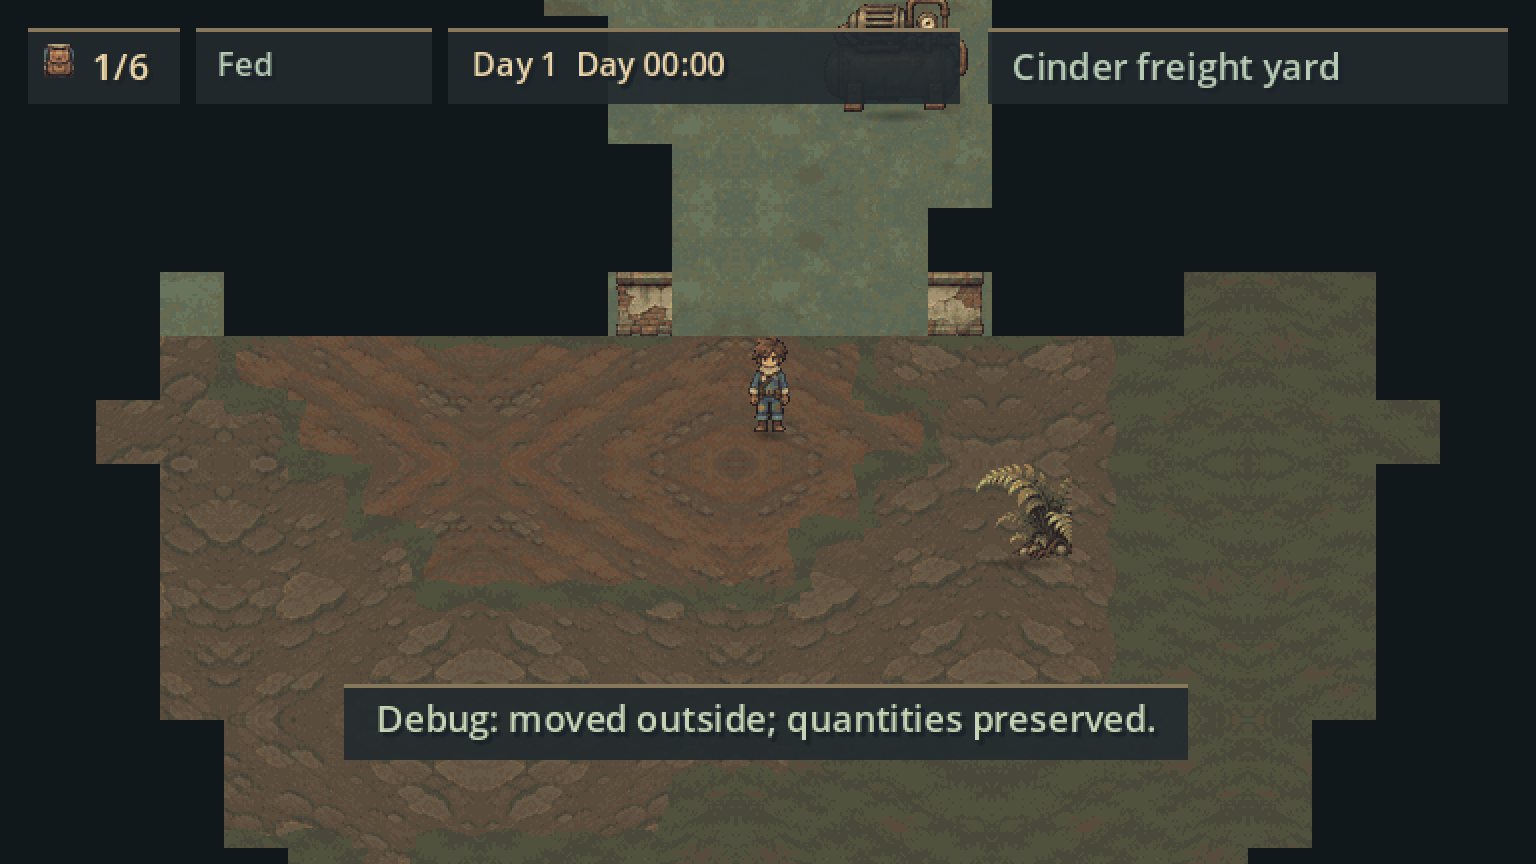 1/6
Fed
Day 1 Day 00:00
Cinder freight yard
Debug: moved outside; quantities preserved.